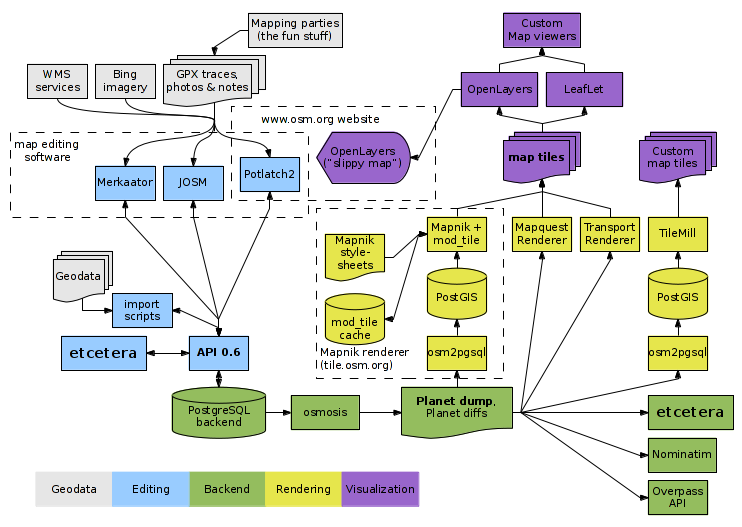 Mapping parties
(the fun stuff)
Custom
Map viewers
WMS
services
Bing
imagery
GPX traces,
photos & notes
OpenLayers
LeafLet
www.osm.org website
map editing
software
OpenLayers
("slippy map")
map tiles
Custom
map tiles
Merkaator
JOSM
Potlatch2
Mapnik
style-
sheets
Mapnik +
mod_tile
Mapquest
Renderer
Transport
Renderer
TileMill
Geodata
import
scripts
mod_tile
cache
PostGIS
PostGIS
etcetera
API 0.6
Mapnik renderer
(tile.osm.org)
osm2pgsql
osm2pgsql
PostgreSQL
backend
osmosis
Planet dump,
Planet diffs
etcetera
Nominatim
Overpass
API
Geodata
Editing
Backend
Rendering
Visualization